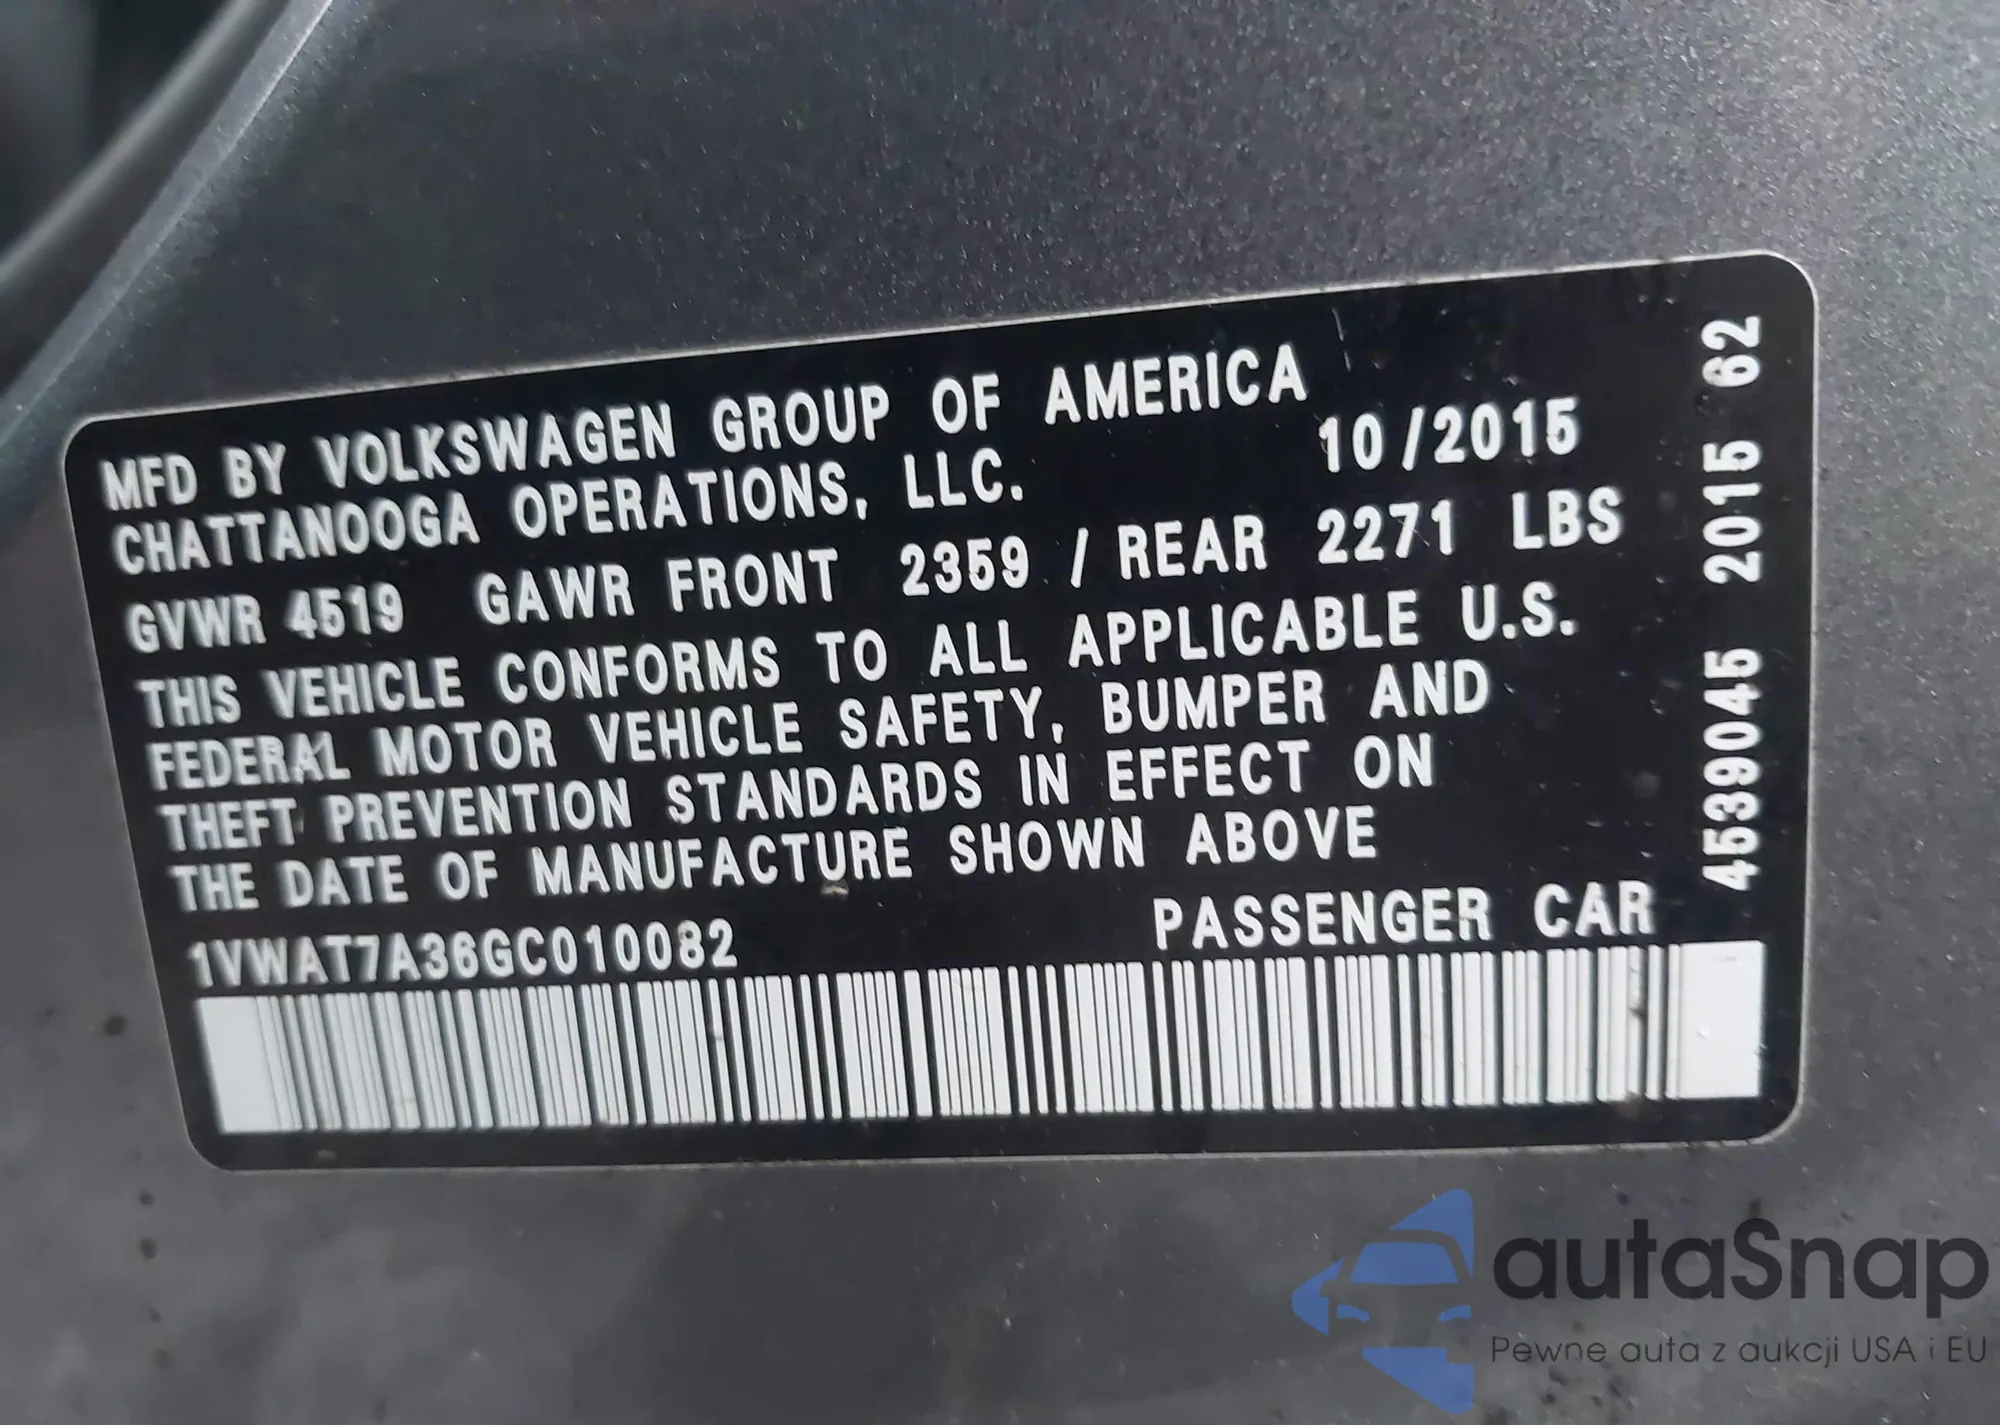 MFD BY VOLKSWAGEN GROUP OF AMERICA
CHATTANOOGA OPERATIONS, LLC. 10/2015
GVWR 4519 GAWR FRONT 2359 / REAR 2271 LBS
THIS VEHICLE CONFORMS TO ALL APPLICABLE U.S.
FEDERAL MOTOR VEHICLE SAFETY, BUMPER AND
THEFT PREVENTION STANDARDS IN EFFECT ON
THE DATE OF MANUFACTURE SHOWN ABOVE
1VWAT7A36GC010082 PASSENGER CAR
4539045 2015 62
autaSnap
Pewne auta z aukcji USA i EU